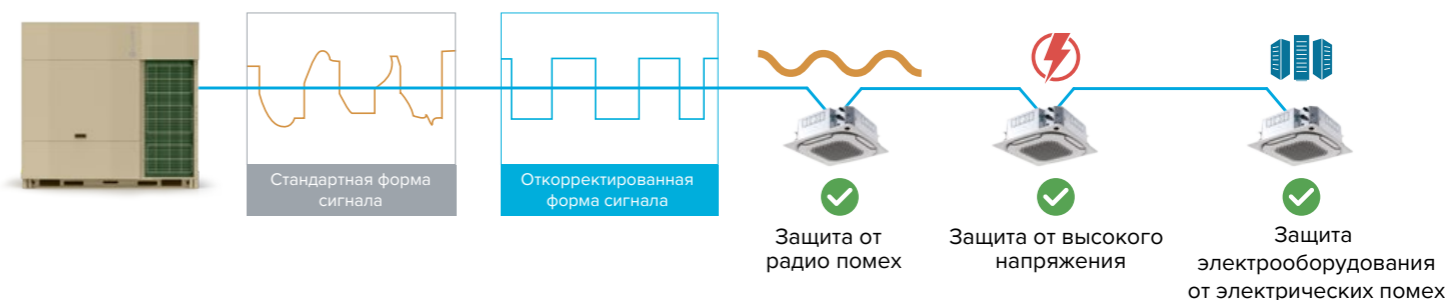 Стандартная форма
сигнала
Откорректированная
форма сигнала
Защита от
радио помех
Защита от высокого
напряжения
Защита
электрооборудования
от электрических помех